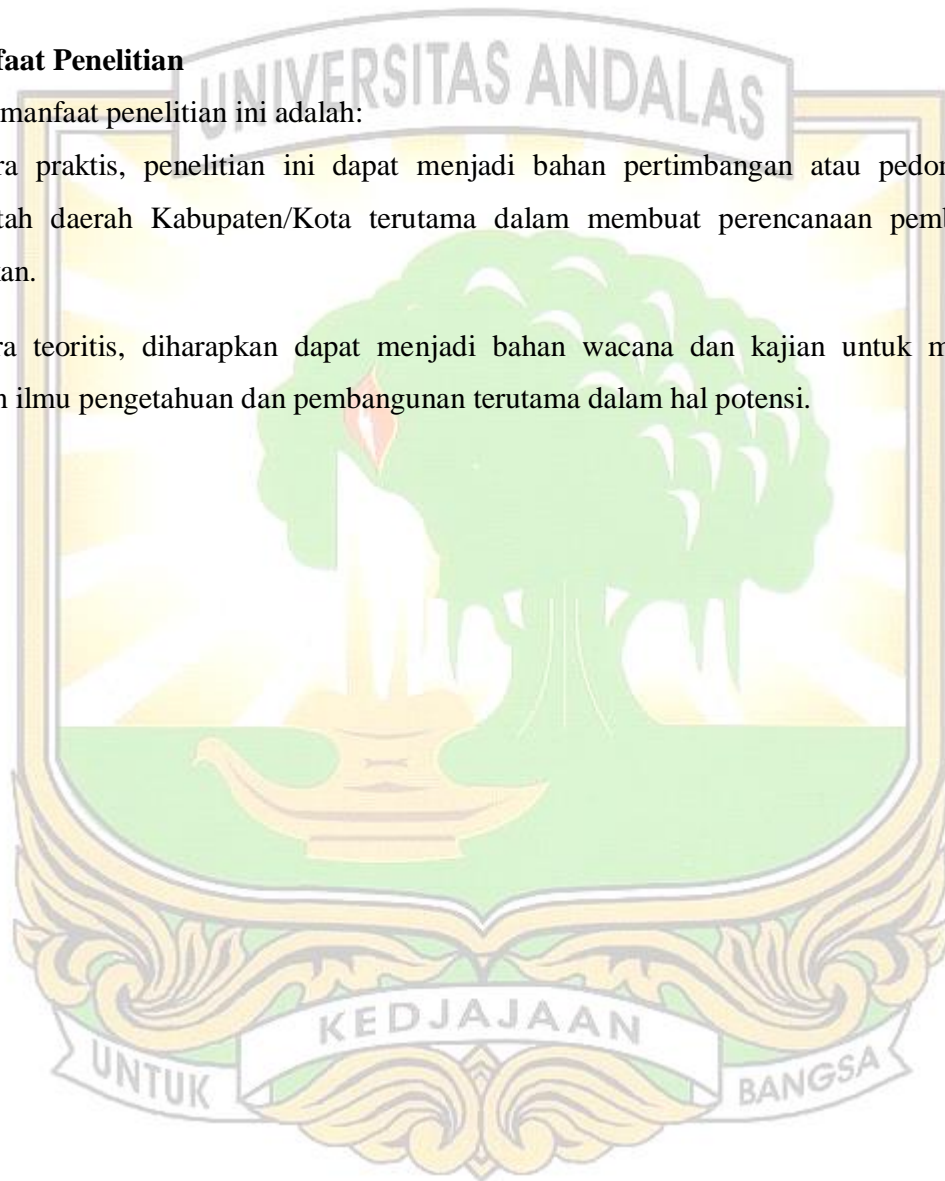 UNIVERSITAS ANDALAS
faat Penelitian
manfaat penelitian ini adalah:
ra praktis, penelitian ini dapat menjadi bahan pertimbangan atau pedor
tah daerah Kabupaten/Kota terutama dalam membuat perencanaan pemb
kan.
ra teoritis, diharapkan dapat menjadi bahan wacana dan kajian untuk m
n ilmu pengetahuan dan pembangunan terutama dalam hal potensi.
UNTUK KEDJAJAAN BANGSA